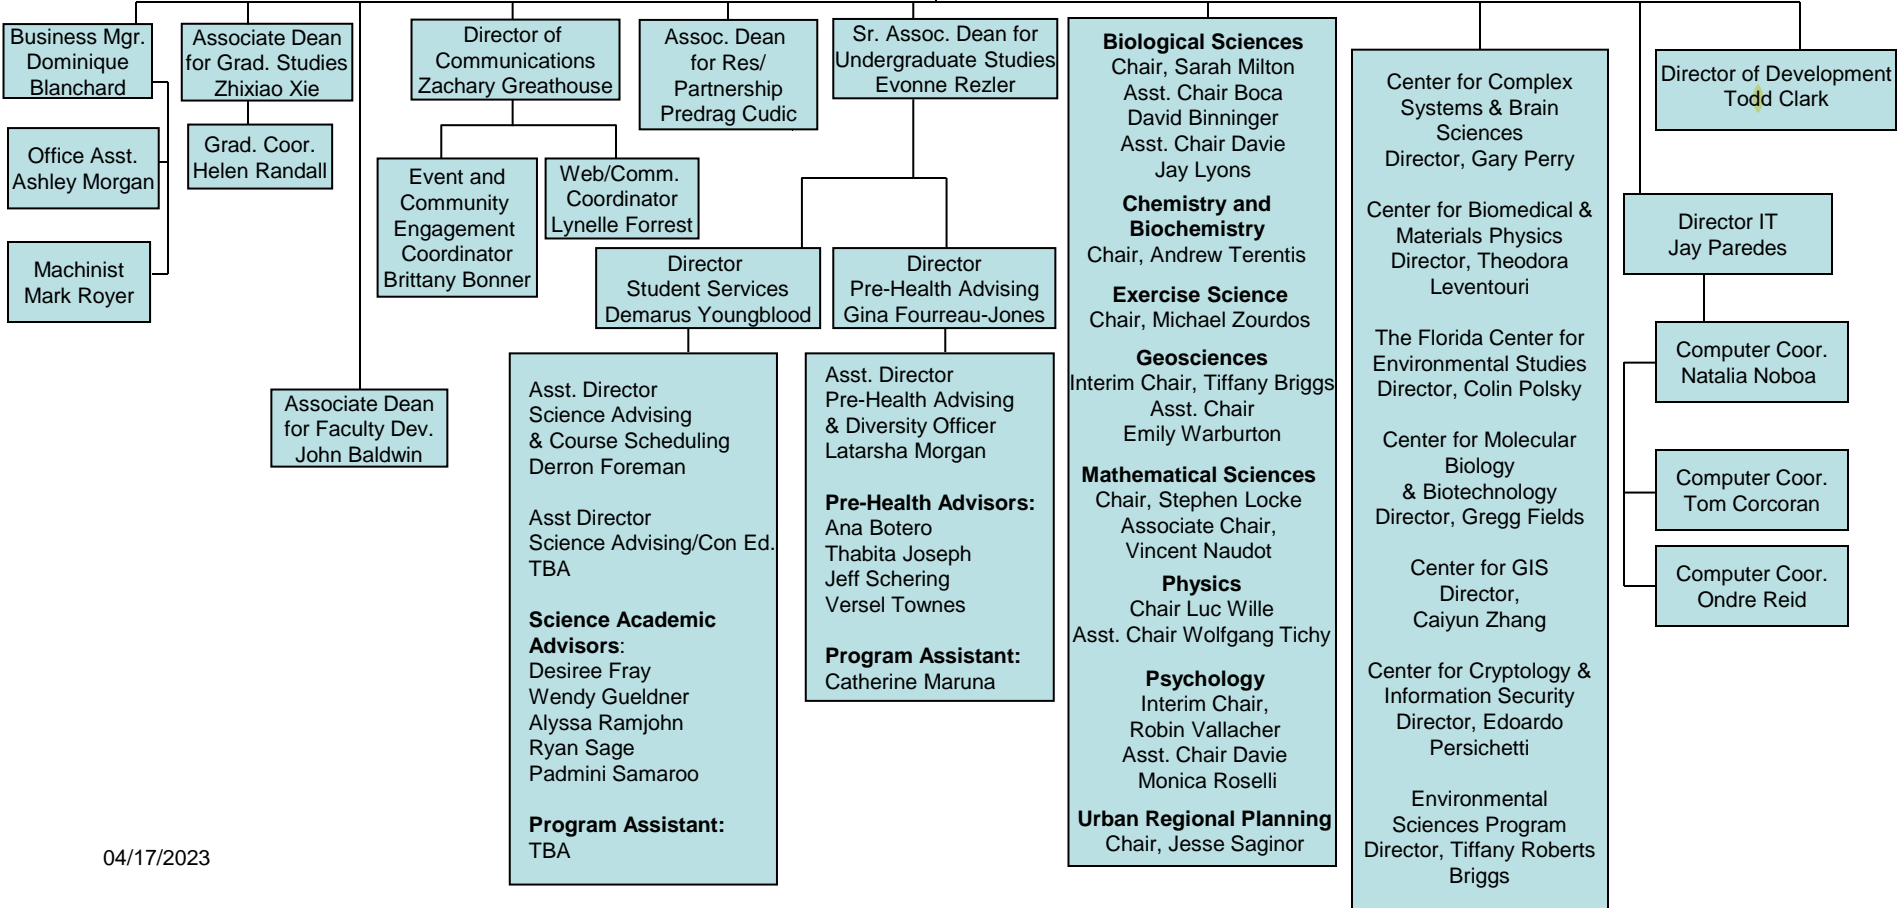 Business Mgr.
Dominique
Blanchard
Office Asst.
Ashley Morgan
Machinist
Mark Royer
Associate Dean
for Grad. Studies
Zhixiao Xie
Grad. Coor.
Helen Randall
Associate Dean
for Faculty Dev.
John Baldwin
Director of
Communications
Zachary Greathouse
Event and
Community
Engagement
Coordinator
Brittany Bonner
Web/Comm.
Coordinator
Lynelle Forrest
Assoc. Dean
for Res/
Partnership
Predrag Cudic
Sr. Assoc. Dean for
Undergraduate Studies
Evonne Rezler
Director
Student Services
Demarus Youngblood
Asst. Director
Science Advising
& Course Scheduling
Derron Foreman
Asst Director
Science Advising/Con Ed.
TBA
Science Academic
Advisors:
Desiree Fray
Wendy Gueldner
Alyssa Ramjohn
Ryan Sage
Padmini Samaroo
Program Assistant:
TBA
Director
Pre-Health Advising
Gina Fourreau-Jones
Asst. Director
Pre-Health Advising
& Diversity Officer
Latarsha Morgan
Pre-Health Advisors:
Ana Botero
Thabita Joseph
Jeff Schering
Versel Townes
Program Assistant:
Catherine Maruna
Biological Sciences
Chair, Sarah Milton
Asst. Chair Boca
David Binninger
Asst. Chair Davie
Jay Lyons
Chemistry and
Biochemistry
Chair, Andrew Terentis
Exercise Science
Chair, Michael Zourdos
Geosciences
Interim Chair, Tiffany Briggs
Asst. Chair
Emily Warburton
Mathematical Sciences
Chair, Stephen Locke
Associate Chair,
Vincent Naudot
Physics
Chair Luc Wille
Asst. Chair Wolfgang Tichy
Psychology
Interim Chair,
Robin Vallacher
Asst. Chair Davie
Monica Roselli
Urban Regional Planning
Chair, Jesse Saginor
Center for Complex
Systems & Brain
Sciences
Director, Gary Perry
Center for Biomedical &
Materials Physics
Director, Theodora
Leventouri
The Florida Center for
Environmental Studies
Director, Colin Polsky
Center for Molecular
Biology
& Biotechnology
Director, Gregg Fields
Center for GIS
Director,
Caiyun Zhang
Center for Cryptology &
Information Security
Director, Edoardo
Persichetti
Environmental
Sciences Program
Director, Tiffany Roberts
Briggs
Director of Development
Todd Clark
Director IT
Jay Paredes
Computer Coor.
Natalia Noboa
Computer Coor.
Tom Corcoran
Computer Coor.
Ondre Reid
04/17/2023